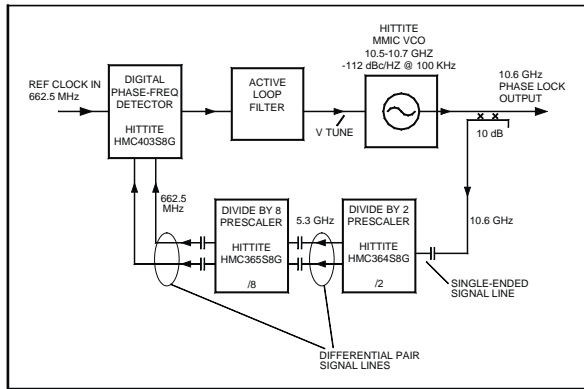 HITTITE
MMIC VCO
10.5-10.7 GHZ
-112 dBc/HZ @ 100 KHz
REF CLOCK IN
662.5 MHz
DIGITAL
PHASE-FREQ
DETECTOR
HITTITE
HMC403S8G
ACTIVE
LOOP
FILTER
V TUNE
10.6 GHz
PHASE LOCK
OUTPUT
10 dB
662.5
MHz
DIVIDE BY 8
PRESCALER
HITTITE
HMC365S8G
/8
5.3 GHz
DIVIDE BY 2
PRESCALER
HITTITE
HMC364S8G
/2
10.6 GHz
SINGLE-ENDED
SIGNAL LINE
DIFFERENTIAL PAIR
SIGNAL LINES